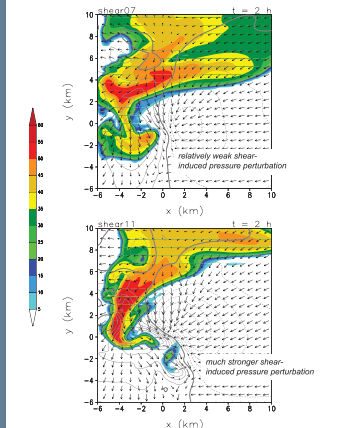 shear07 t = 2 h
10
8
6
4
2
0
−2
−4
−6
y (km)
relatively weak shear-
induced pressure perturbation
−6 −4 −2 0 2 4 6 8 10
x (km)
60
55
50
45
40
35
30
25
20
15
10
5
shear11 t = 2 h
10
8
6
4
2
0
−2
−4
−6
y (km)
much stronger shear-
induced pressure perturbation
−6 −4 −2 0 2 4 6 8 10
x (km)